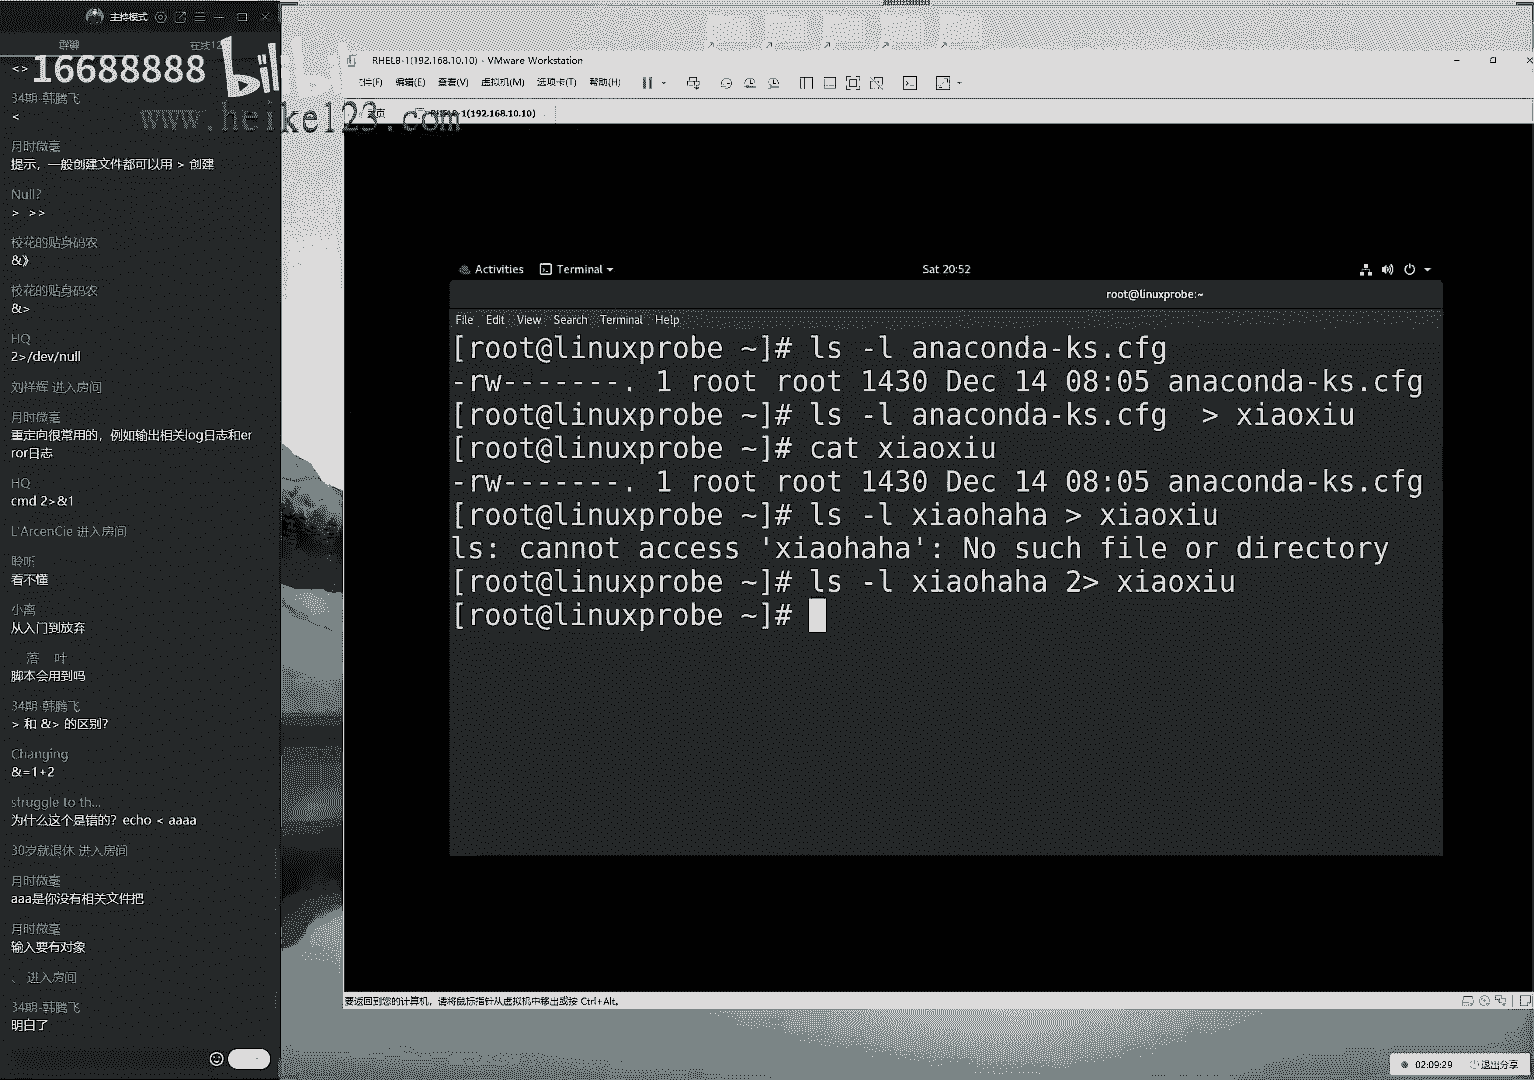 主持模式
群聊
<>
16688888
34期-韩腾飞
<
www.heike123.com
月时微毫
提示，一般创建文件都可以用 > 创建
Null?
> >>
校花的贴身码农
&》
校花的贴身码农
&>
HQ
2>/dev/null
刘祥辉 进入房间
月时微毫
重定向很常用的，例如输出相关log日志和er
ror日志
HQ
cmd 2>&1
L'ArcenCie 进入房间
聆听
看不懂
小离
从入门到放弃
落 叶
脚本会用到吗
34期-韩腾飞
> 和 &> 的区别?
Changing
&=1+2
struggle to th...
为什么这个是错的? echo < aaaa
30岁就退休 进入房间
月时微毫
aaa是你没有相关文件把
月时微毫
输入要有对象
、 进入房间
34期-韩腾飞
明白了
RHEL8-1(192.168.10.10) - VMware Workstation
编辑(E) 查看(V) 虚拟机(M) 选项卡(T) 帮助(H)
Activities Terminal Sat 20:52
root@linuxprobe:~
File Edit View Search Terminal Help
[root@linuxprobe ~]# ls -l anaconda-ks.cfg
-rw-------. 1 root root 1430 Dec 14 08:05 anaconda-ks.cfg
[root@linuxprobe ~]# ls -l anaconda-ks.cfg  > xiaoxiu
[root@linuxprobe ~]# cat xiaoxiu
-rw-------. 1 root root 1430 Dec 14 08:05 anaconda-ks.cfg
[root@linuxprobe ~]# ls -l xiaohaha > xiaoxiu
ls: cannot access 'xiaohaha': No such file or directory
[root@linuxprobe ~]# ls -l xiaohaha 2> xiaoxiu
[root@linuxprobe ~]#
要返回到您的计算机，请将鼠标指针从虚拟机中移出或按 Ctrl+Alt。
02:09:29 退出分享